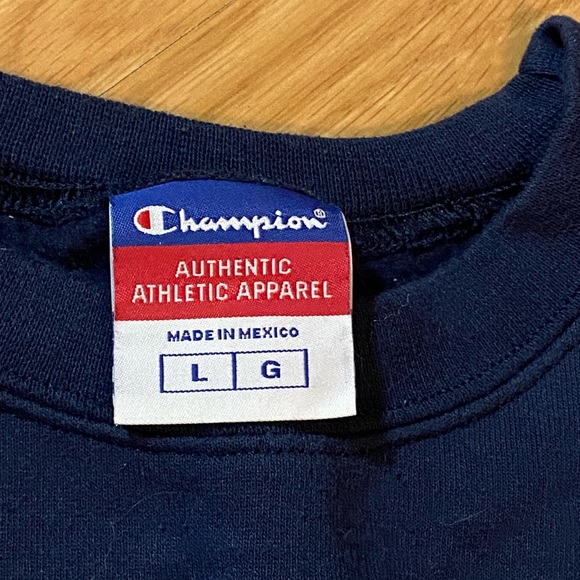 Champion®
AUTHENTIC
ATHLETIC APPAREL
MADE IN MEXICO
L G